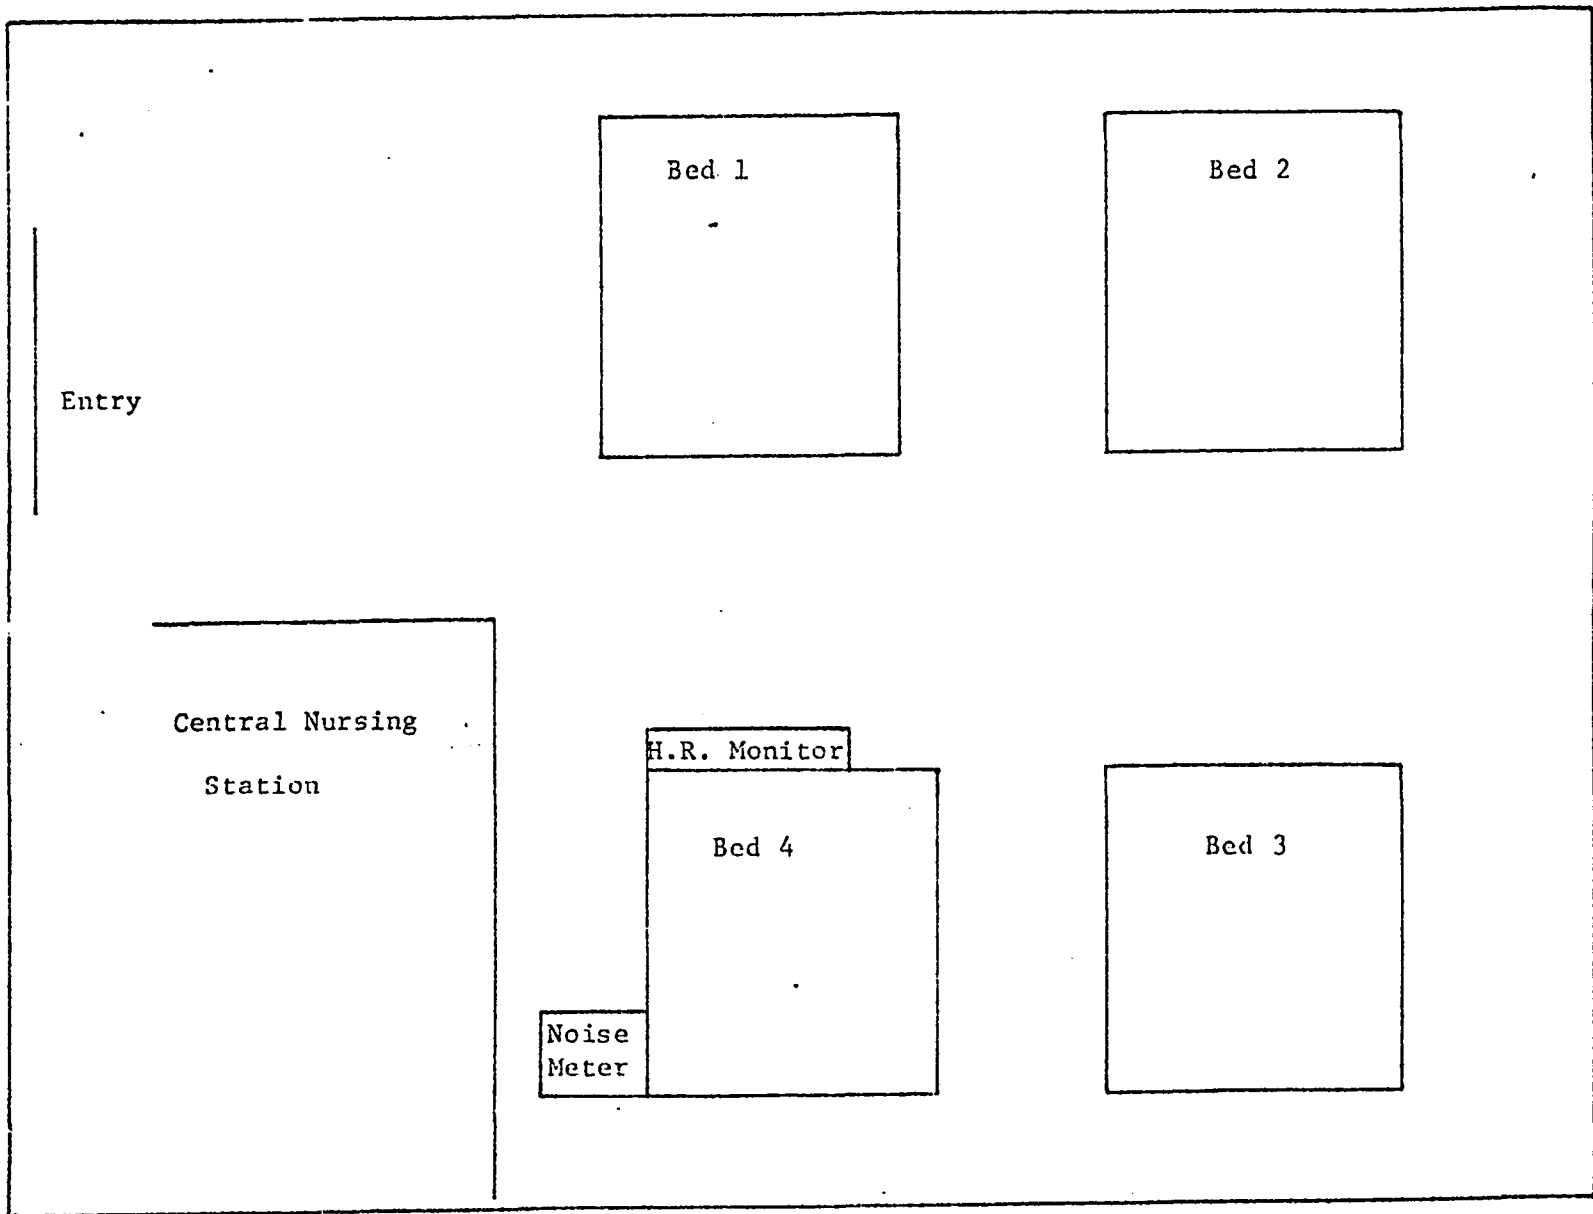 Bed 1
Bed 2
Entry
Central Nursing
Station
H.R. Monitor
Bed 4
Bed 3
Noise
Meter